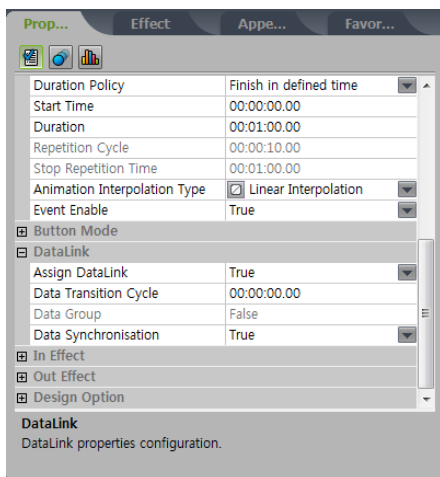 Prop... Effect Appe... Favor...
Duration Policy Finish in defined time
Start Time 00:00:00.00
Duration 00:01:00.00
Repetition Cycle 00:00:10.00
Stop Repetition Time 00:01:00.00
Animation Interpolation Type Linear Interpolation
Event Enable True
Button Mode
DataLink
Assign DataLink True
Data Transition Cycle 00:00:00.00
Data Group False
Data Synchronisation True
In Effect
Out Effect
Design Option
DataLink
DataLink properties configuration.